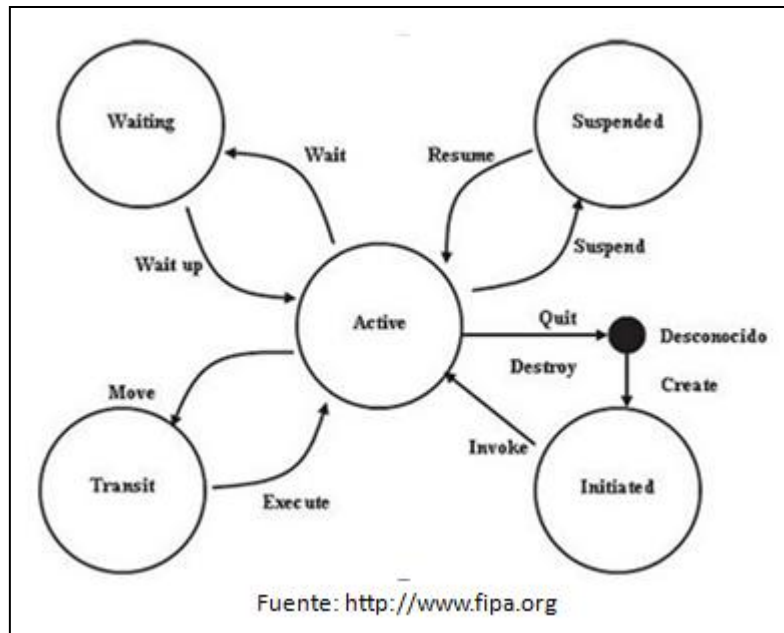 Waiting
Suspended
Wait
Resume
Wait up
Suspend
Active
Quit
Desconocido
Destroy
Create
Move
Invoke
Transit
Execute
Initiated
Fuente: http://www.fipa.org